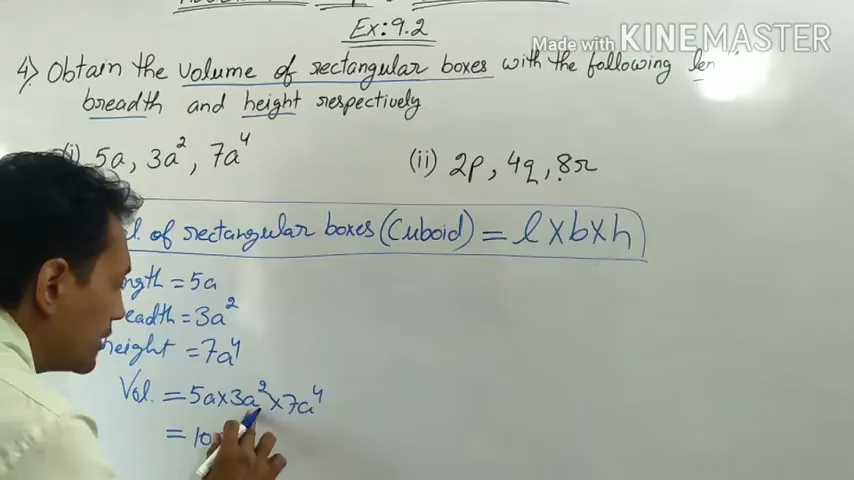 Ex: 9.2
Made with KINEMASTER
4) Obtain the volume of rectangular boxes with the following
breadth and height respectively
(i) 5a, 3a², 7a⁴
(ii) 2p, 4q, 8r
of rectangular boxes (Cuboid) = l×b×h
= 5a
= 3a²
height = 7a⁴
Vol. = 5a×3a²×7a⁴
= 10